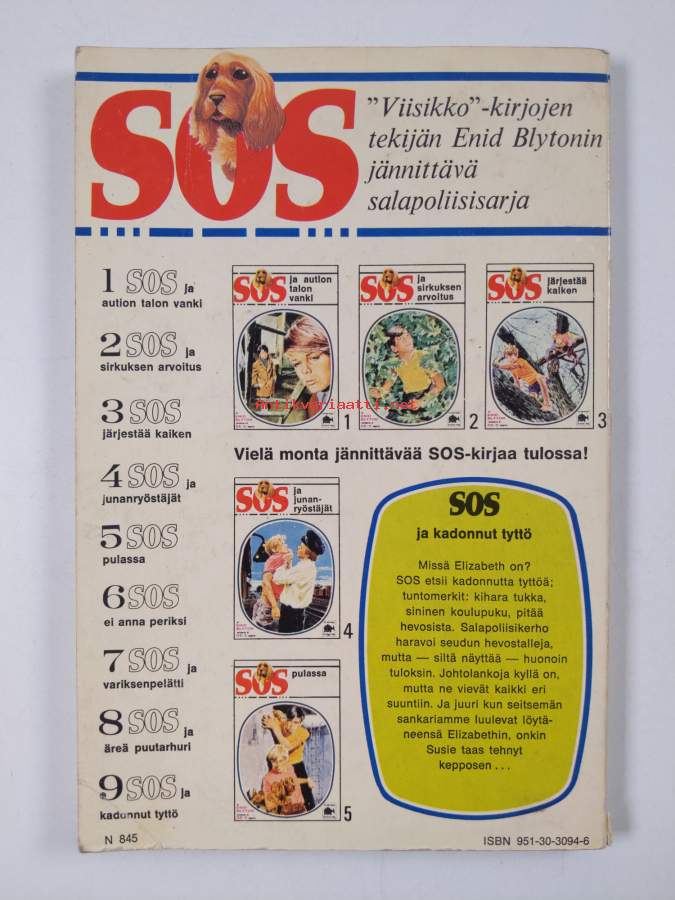 SOS
"Viisikko"-kirjojen
tekijän Enid Blytonin
jännittävä
salapoliisisarja
1 SOS ja
aution talon vanki
2 SOS ja
sirkuksen arvoitus
3 SOS
järjestää kaiken
4 SOS ja
junanryöstäjät
5 SOS
pulassa
6 SOS
ei anna periksi
7 SOS ja
variksenpelätti
8 SOS ja
äreä puutarhuri
9 SOS ja
kadonnut tyttö
SOS
ja aution
talon
vanki
1
SOS
ja
sirkuksen
arvoitus
2
SOS
järjestää
kaiken
3
antikvariaatti.net
Vielä monta jännittävää SOS-kirjaa tulossa!
SOS
ja
junan-
ryöstäjät
4
SOS
pulassa
5
SOS
ja kadonnut tyttö
Missä Elizabeth on?
SOS etsii kadonnutta tyttöä;
tuntomerkit: kihara tukka,
sininen koulupuku, pitää
hevosista. Salapoliisikerho
haravoi seudun hevostalleja,
mutta — siltä näyttää — huonoin
tuloksin. Johtolankoja kyllä on,
mutta ne vievät kaikki eri
suuntiin. Ja juuri kun seitsemän
sankariamme luulevat löytä-
neensä Elizabethin, onkin
Susie taas tehnyt
kepposen ...
N 845
ISBN 951-30-3094-6